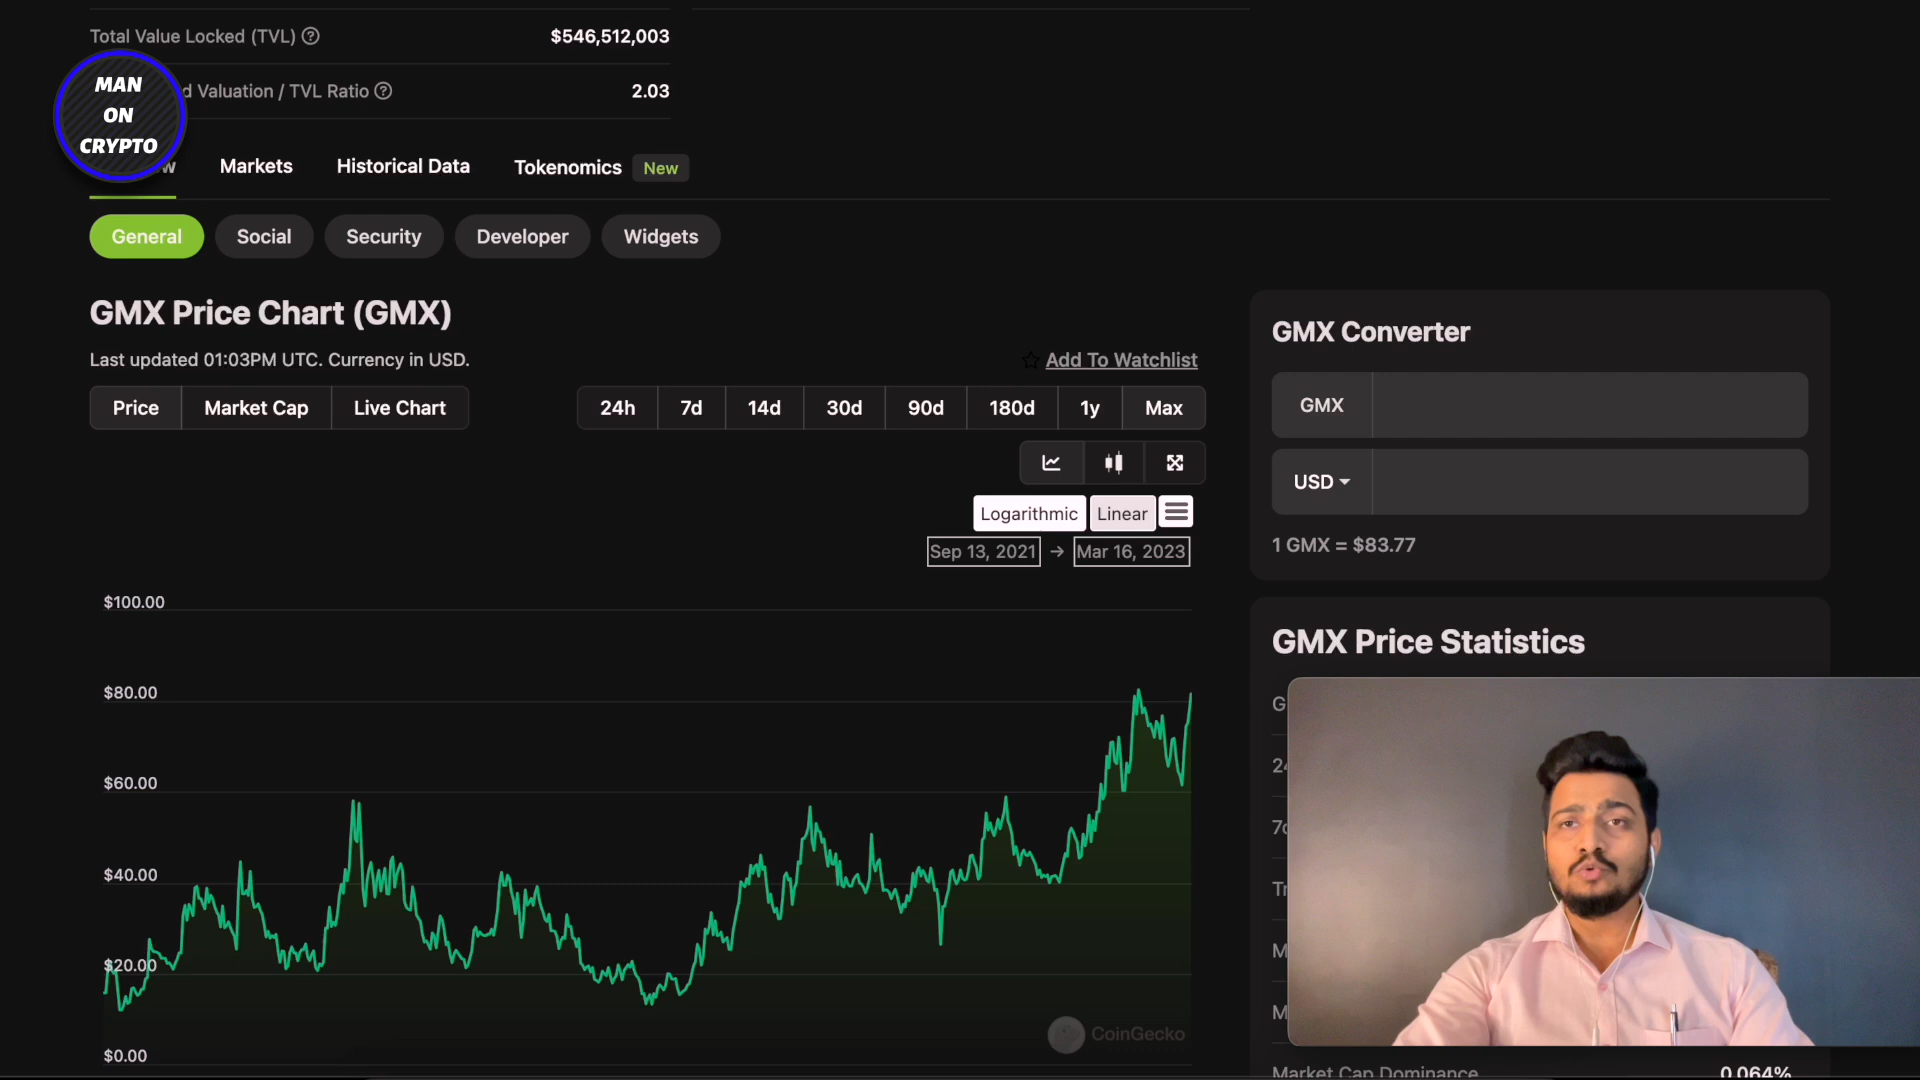 Total Value Locked (TVL)
$546,512,003
MAN
ON
CRYPTO
d Valuation / TVL Ratio
2.03
w
Markets
Historical Data
Tokenomics
New
General
Social
Security
Developer
Widgets
GMX Price Chart (GMX)
Last updated 01:03PM UTC. Currency in USD.
Add To Watchlist
Price
Market Cap
Live Chart
24h
7d
14d
30d
90d
180d
1y
Max
Logarithmic
Linear
Sep 13, 2021 → Mar 16, 2023
$100.00
$80.00
$60.00
$40.00
$20.00
$0.00
CoinGecko
GMX Converter
GMX
USD
1 GMX = $83.77
GMX Price Statistics
G
24
7d
Tr
M
M
Market Cap Dominance
0.064%